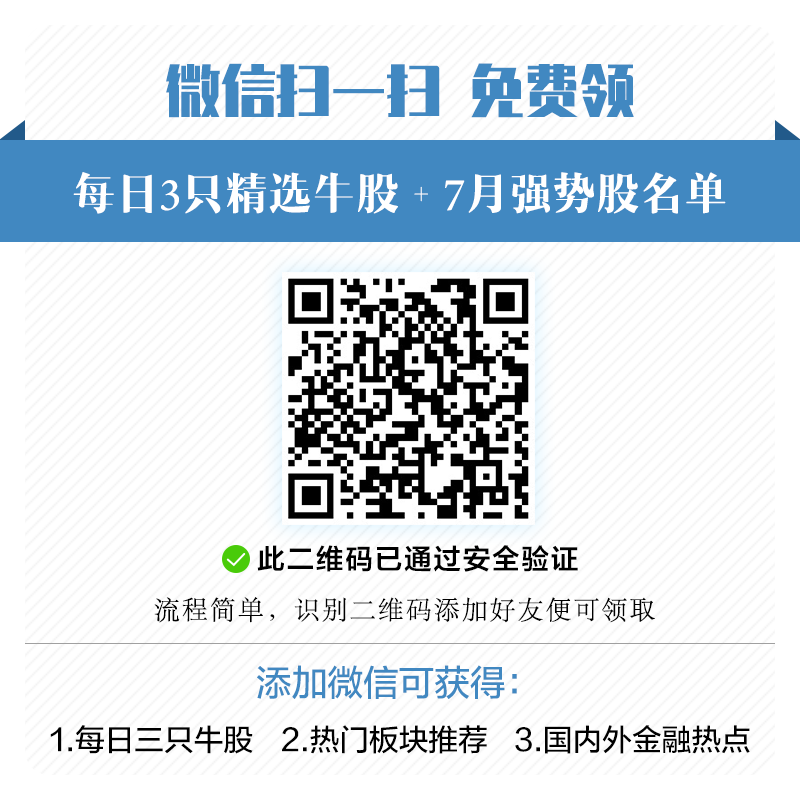 微信扫一扫 免费领
每日3只精选牛股 + 7月强势股名单
此二维码已通过安全验证
流程简单，识别二维码添加好友便可领取
添加微信可获得：
1.每日三只牛股 2.热门板块推荐 3.国内外金融热点